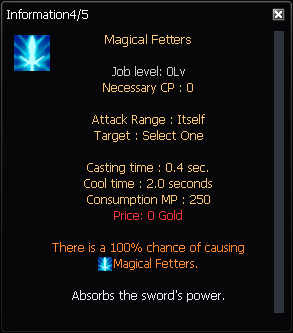 Information4/5
Magical Fetters
Job level: 0Lv
Necessary CP : 0
Attack Range : Itself
Target : Select One
Casting time : 0.4 sec.
Cool time : 2.0 seconds
Consumption MP : 250
Price: 0 Gold
There is a 100% chance of causing
Magical Fetters.
Absorbs the sword's power.